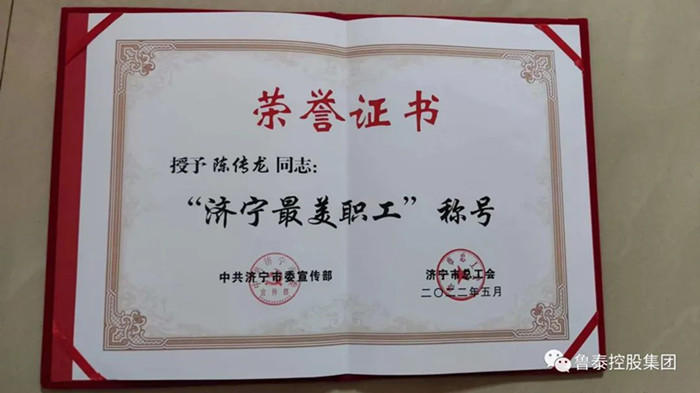 荣誉证书
授予 陈传龙 同志：
“济宁最美职工”称号
中共济宁市委宣传部 济宁市总工会
二〇二二年五月
鲁泰控股集团